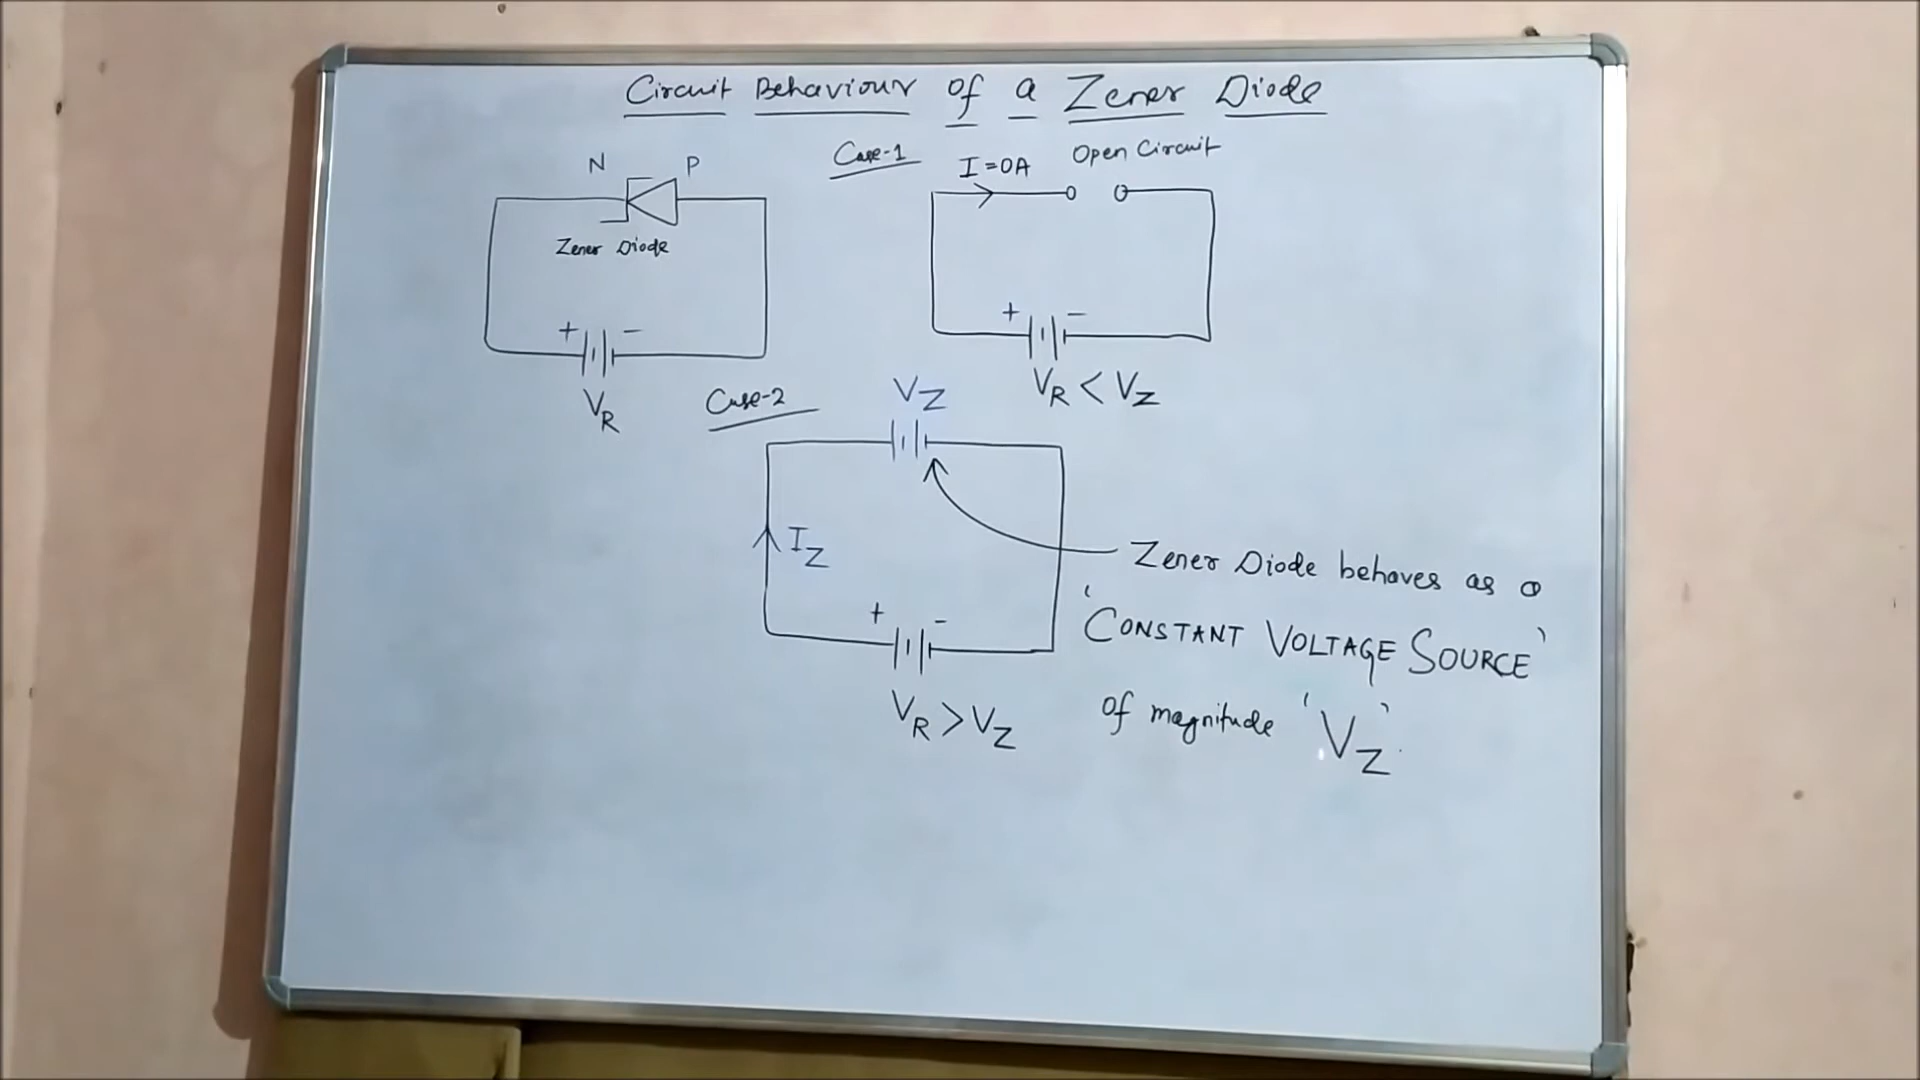 Circuit Behaviour of a Zener Diode
N P
Zener Diode
+ −
VR
Case-1
I = 0A Open Circuit
+ −
VR < VZ
Case-2
VZ
IZ
+ −
VR > VZ
Zener Diode behaves as a
'CONSTANT VOLTAGE SOURCE'
of magnitude 'VZ'